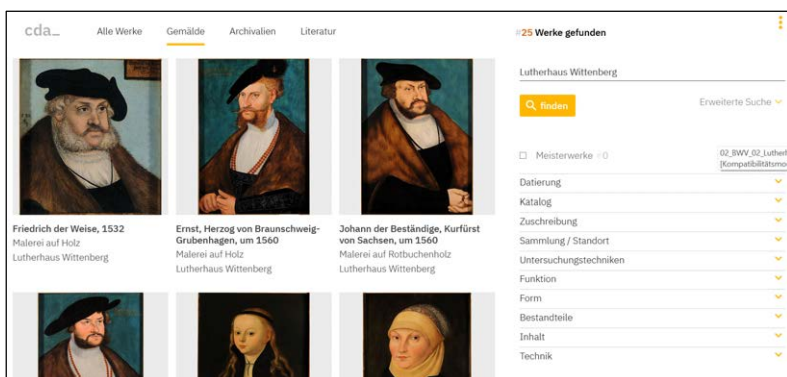 cda_
Alle Werke Gemälde Archivalien Literatur
Friedrich der Weise, 1532
Malerei auf Holz
Lutherhaus Wittenberg
Ernst, Herzog von Braunschweig-
Grubenhagen, um 1560
Malerei auf Holz
Lutherhaus Wittenberg
Johann der Beständige, Kurfürst
von Sachsen, um 1560
Malerei auf Rotbuchenholz
Lutherhaus Wittenberg
#25 Werke gefunden
Lutherhaus Wittenberg
finden
Erweiterte Suche
Meisterwerke #0
[Kompatibilitätsmo
Datierung
Katalog
Zuschreibung
Sammlung / Standort
Untersuchungstechniken
Funktion
Form
Bestandteile
Inhalt
Technik